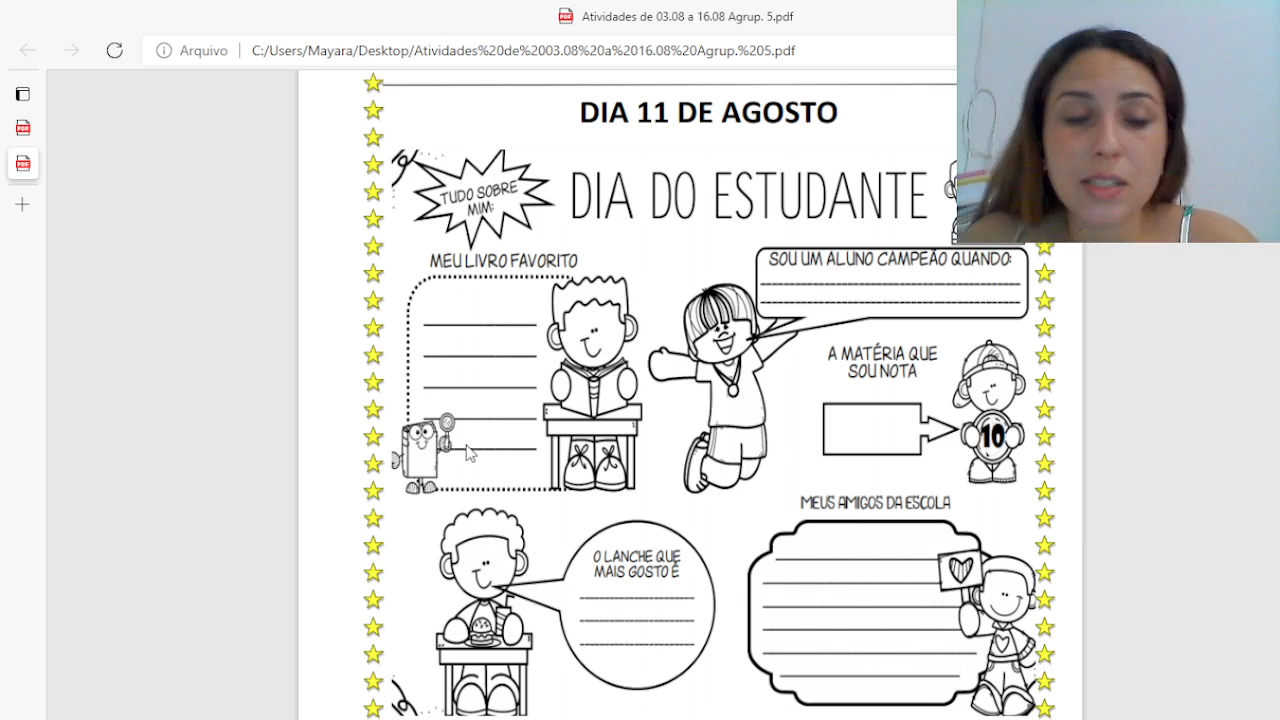 Atividades de 03.08 a 16.08 Agrup. 5.pdf
Arquivo
C:/Users/Mayara/Desktop/Atividades%20de%2003.08%20a%2016.08%20Agrup.%205.pdf
DIA 11 DE AGOSTO
TUDO SOBRE
MIM:
DIA DO ESTUDANTE
MEU LIVRO FAVORITO
SOU UM ALUNO CAMPEÃO QUANDO:
A MATÉRIA QUE
SOU NOTA
10
MEUS AMIGOS DA ESCOLA
O LANCHE QUE
MAIS GOSTO É